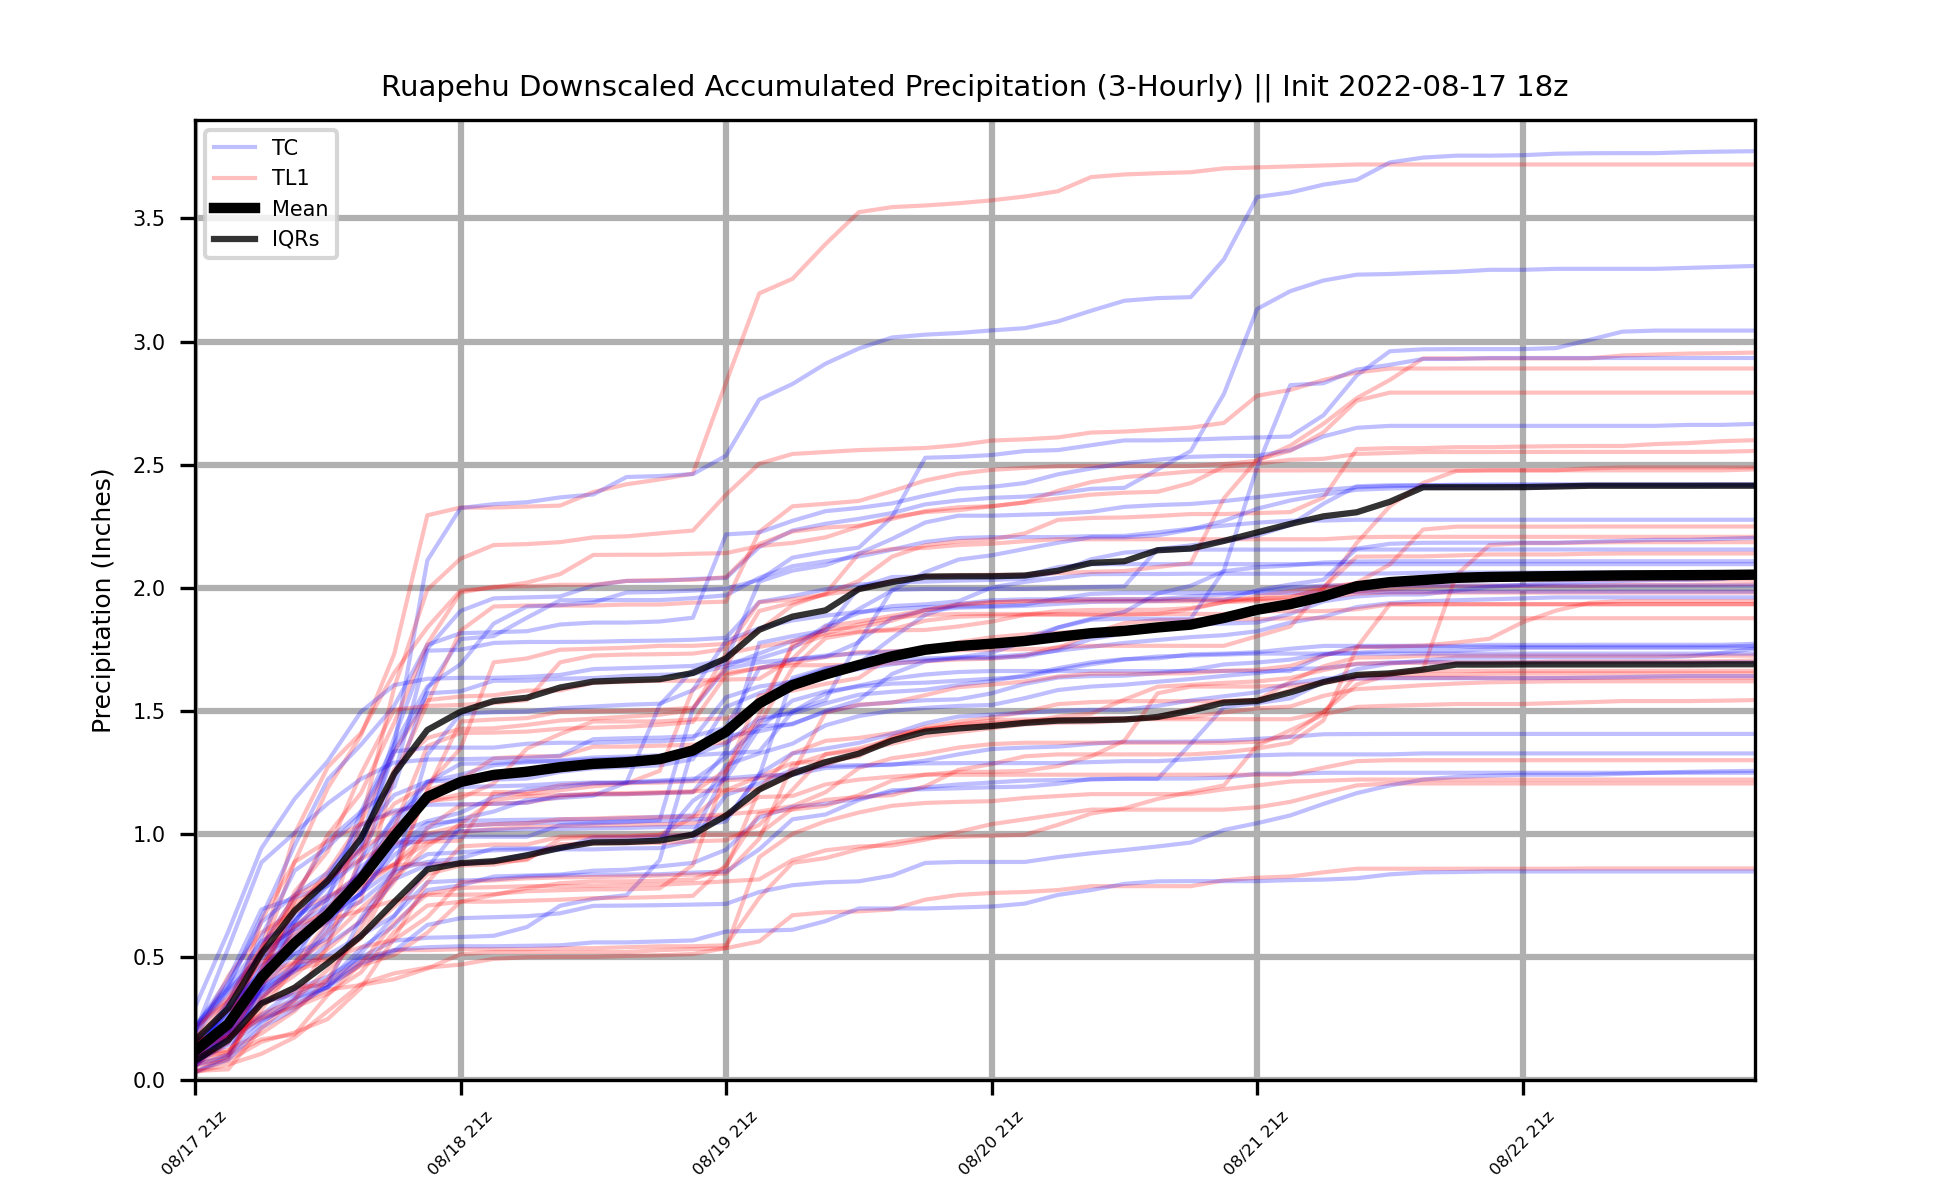 Ruapehu Downscaled Accumulated Precipitation (3-Hourly) || Init 2022-08-17 18z
TC
TL1
Mean
IQRs
Precipitation (Inches)
3.5
3.0
2.5
2.0
1.5
1.0
0.5
0.0
08/17 21z
08/18 21z
08/19 21z
08/20 21z
08/21 21z
08/22 21z